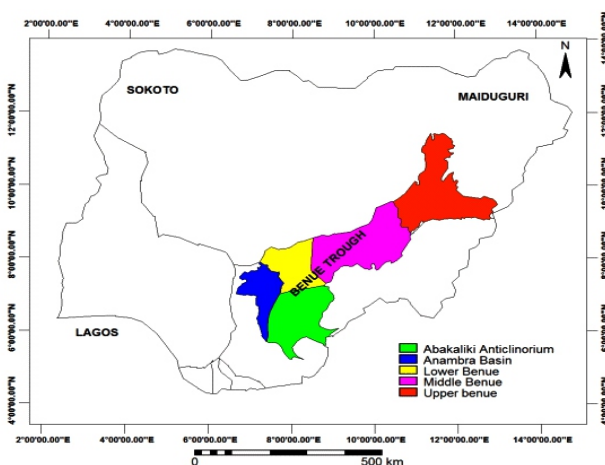 2°00'0.00"E 4°00'00.00"E 6°00'00.00"E 8°00'00.00"E 10°00'00.00"E 12°00'0.00"E 14°00'0.00"E
N
SOKOTO
MAIDUGURI
BENUE TROUGH
LAGOS
Abakaliki Anticlinorium
Anambra Basin
Lower Benue
Middle Benue
Upper benue
12°00'00.00"N
10°00'00.00"N
8°00'00.00"N
6°00'00.00"N
4°00'00.00"N
2°00'00.00"E 4°00'00.00"E 6°00'00.00"E 8°00'00.00"E 10°00'00.00"E 12°00'00.00"E 14°00'00.00"E
0 500 km